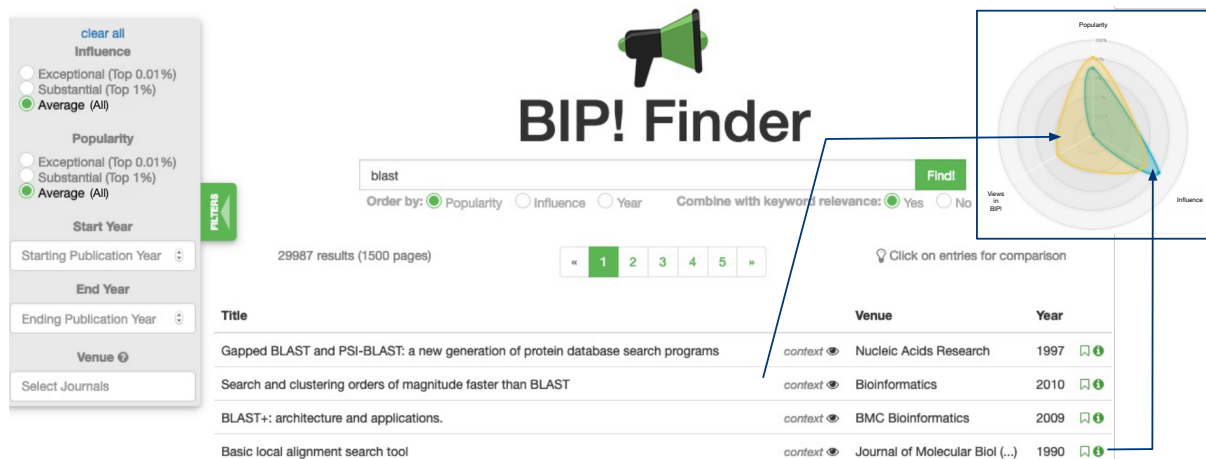 clear all
Influence
Exceptional (Top 0.01%)
Substantial (Top 1%)
Average (All)
Popularity
Exceptional (Top 0.01%)
Substantial (Top 1%)
Average (All)
Start Year
Starting Publication Year
End Year
Ending Publication Year
Venue
Select Journals
FILTERS
BIP! Finder
blast
Find!
Order by: Popularity Influence Year Combine with keyword relevance: Yes No
29987 results (1500 pages)
« 1 2 3 4 5 »
Click on entries for comparison
Title Venue Year
Gapped BLAST and PSI-BLAST: a new generation of protein database search programs context Nucleic Acids Research 1997
Search and clustering orders of magnitude faster than BLAST context Bioinformatics 2010
BLAST+: architecture and applications. context BMC Bioinformatics 2009
Basic local alignment search tool context Journal of Molecular Biol (...) 1990
Popularity
100%
Views
in
BIP!
Influence